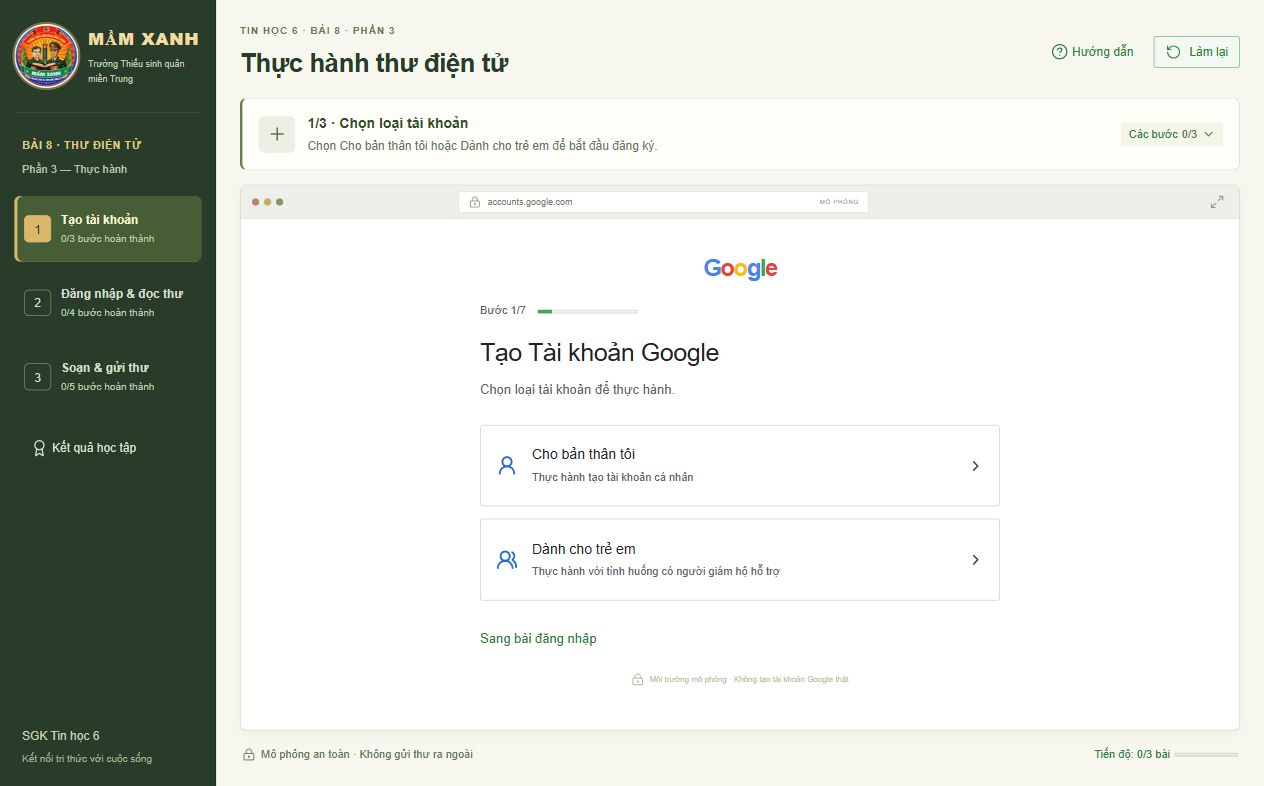 MẦM XANH
Trường Thiếu sinh quân
miền Trung
BÀI 8 · THƯ ĐIỆN TỬ
Phần 3 — Thực hành
1
Tạo tài khoản
0/3 bước hoàn thành
2
Đăng nhập & đọc thư
0/4 bước hoàn thành
3
Soạn & gửi thư
0/5 bước hoàn thành
Kết quả học tập
SGK Tin học 6
Kết nối tri thức với cuộc sống
TIN HỌC 6 · BÀI 8 · PHẦN 3
Thực hành thư điện tử
Hướng dẫn
Làm lại
1/3 · Chọn loại tài khoản
Chọn Cho bản thân tôi hoặc Dành cho trẻ em để bắt đầu đăng ký.
Các bước 0/3
accounts.google.com
MÔ PHỎNG
Google
Bước 1/7
Tạo Tài khoản Google
Chọn loại tài khoản để thực hành.
Cho bản thân tôi
Thực hành tạo tài khoản cá nhân
Dành cho trẻ em
Thực hành với tình huống có người giám hộ hỗ trợ
Sang bài đăng nhập
Môi trường mô phỏng · Không tạo tài khoản Google thật
Mô phỏng an toàn · Không gửi thư ra ngoài
Tiến độ: 0/3 bài